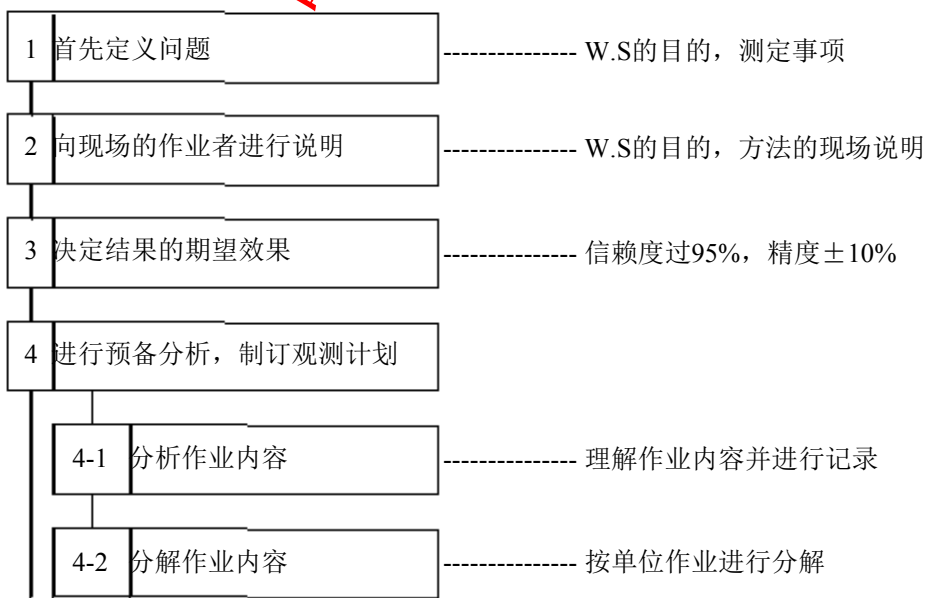 1 首先定义问题 --------------- W.S的目的，测定事项
2 向现场的作业者进行说明 --------------- W.S的目的，方法的现场说明
3 决定结果的期望效果 --------------- 信赖度过95%，精度±10%
4 进行预备分析，制订观测计划
4-1 分析作业内容 --------------- 理解作业内容并进行记录
4-2 分解作业内容 --------------- 按单位作业进行分解